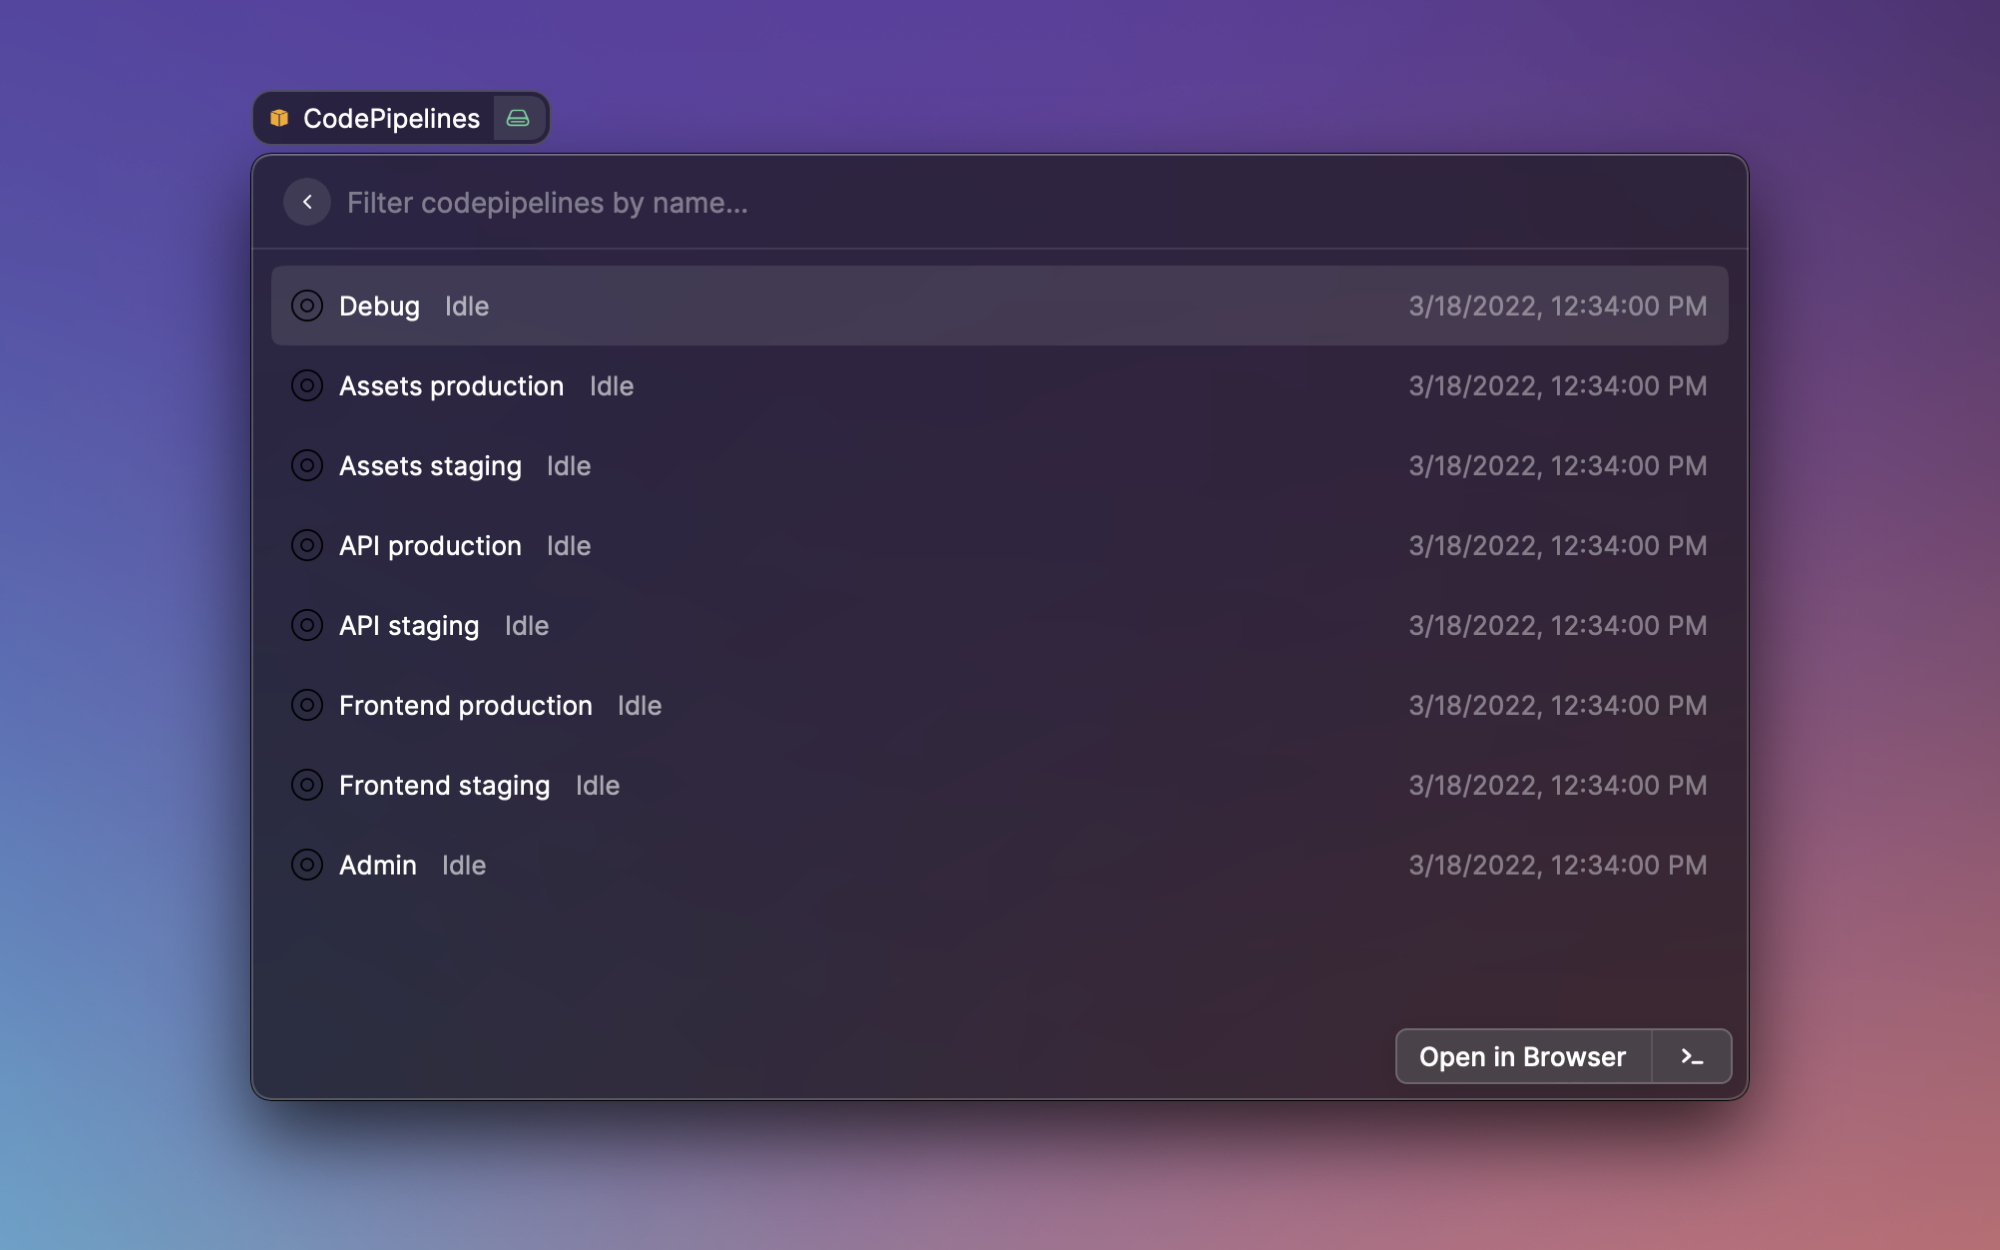 CodePipelines
Filter codepipelines by name...
Debug Idle 3/18/2022, 12:34:00 PM
Assets production Idle 3/18/2022, 12:34:00 PM
Assets staging Idle 3/18/2022, 12:34:00 PM
API production Idle 3/18/2022, 12:34:00 PM
API staging Idle 3/18/2022, 12:34:00 PM
Frontend production Idle 3/18/2022, 12:34:00 PM
Frontend staging Idle 3/18/2022, 12:34:00 PM
Admin Idle 3/18/2022, 12:34:00 PM
Open in Browser